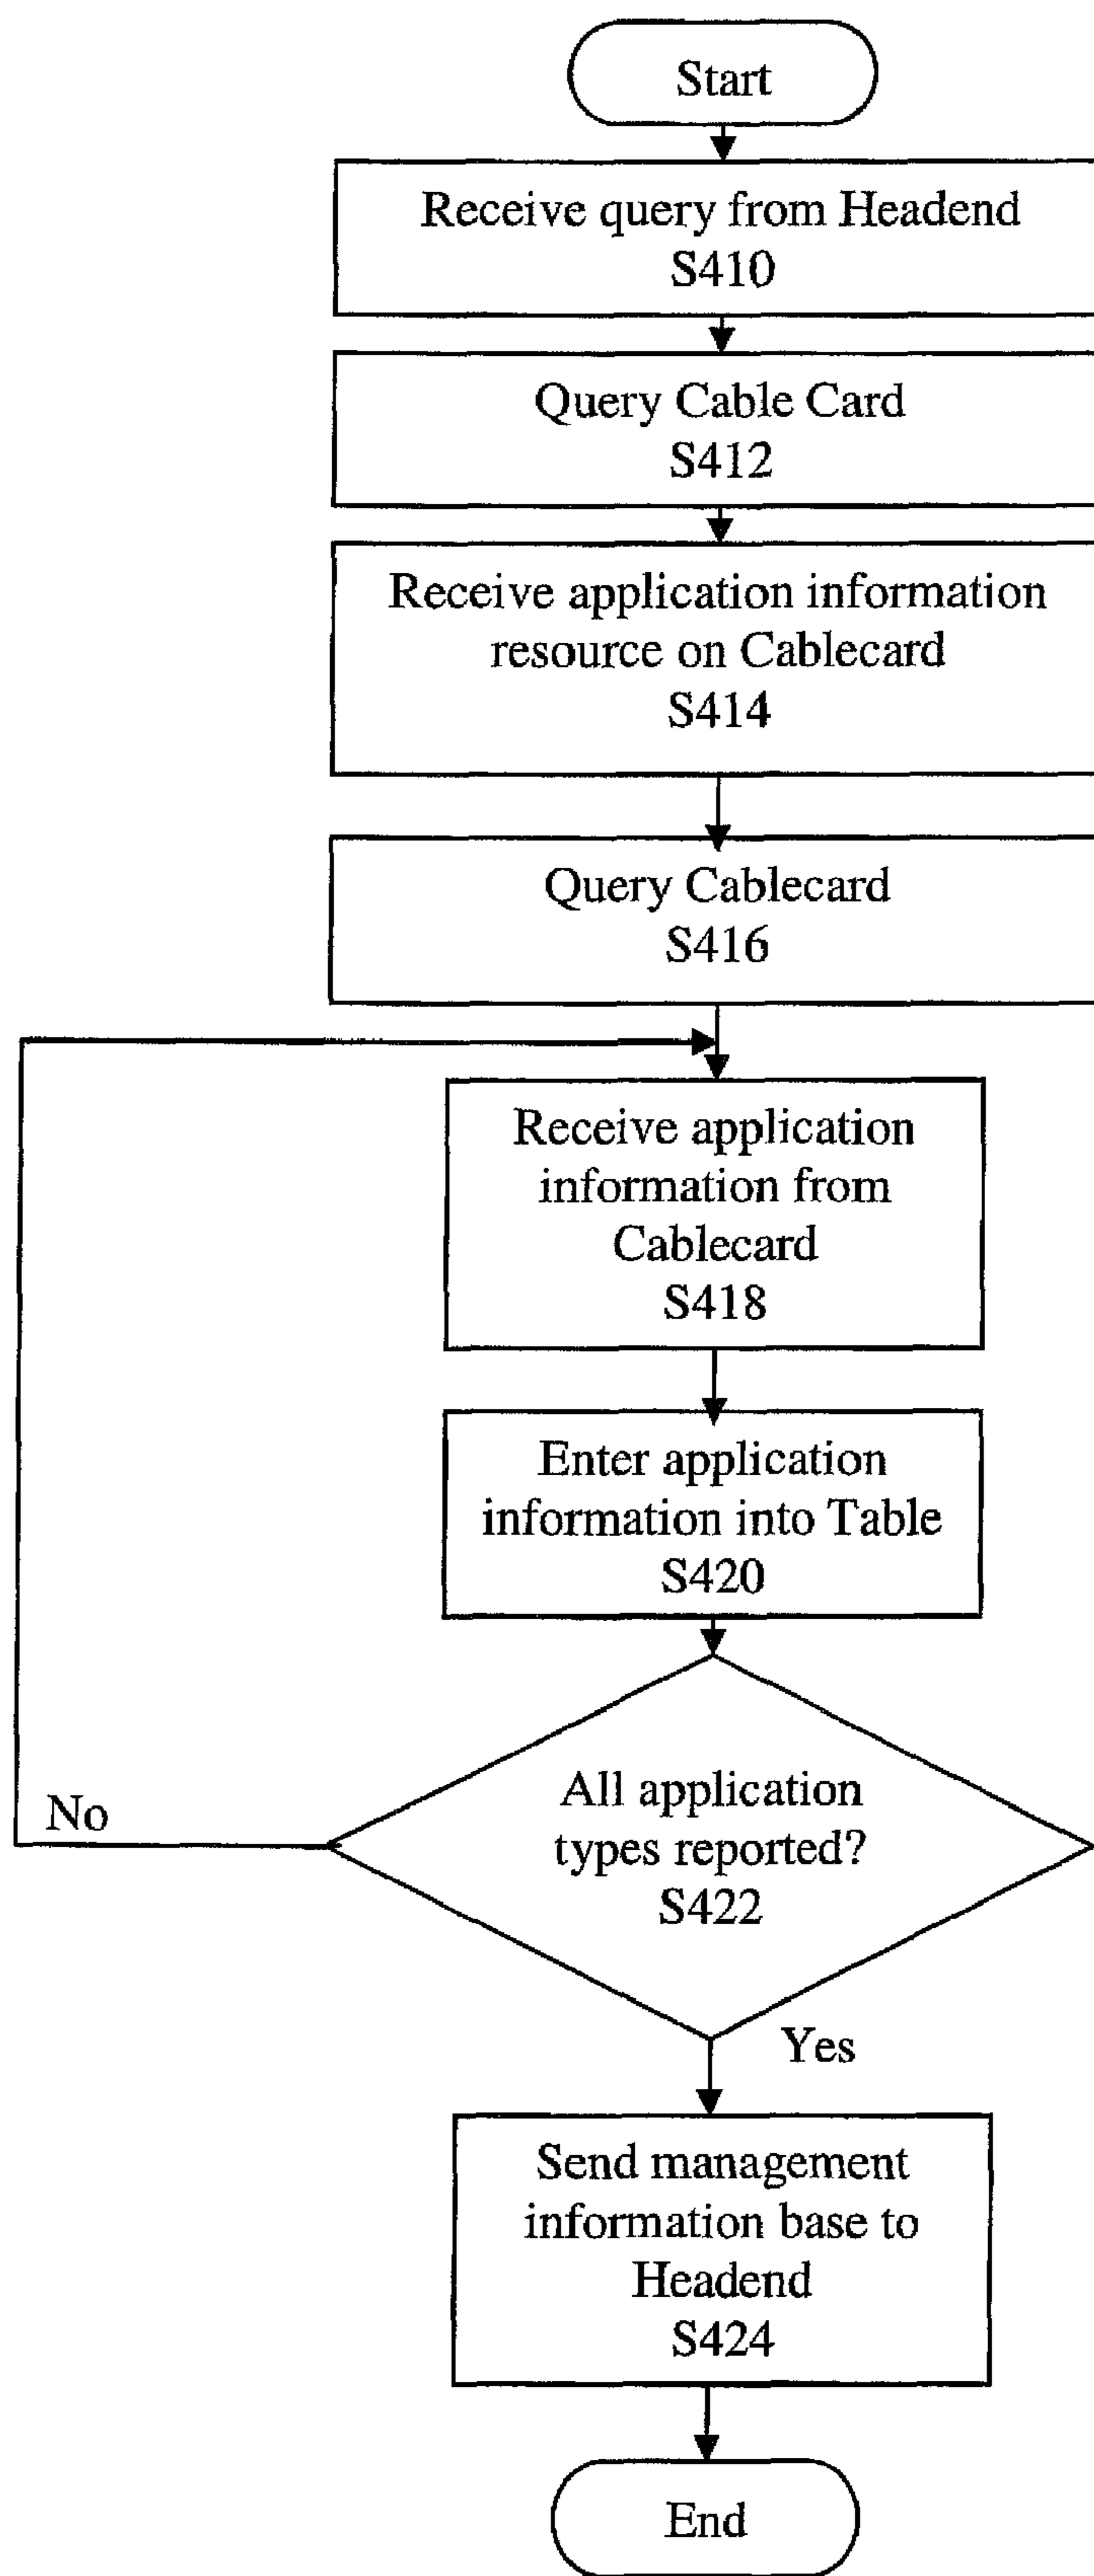 Start
Receive query from Headend
S410
Query Cable Card
S412
Receive application information
resource on Cablecard
S414
Query Cablecard
S416
Receive application
information from
Cablecard
S418
Enter application
information into Table
S420
All application
types reported?
S422
No
Yes
Send management
information base to
Headend
S424
End